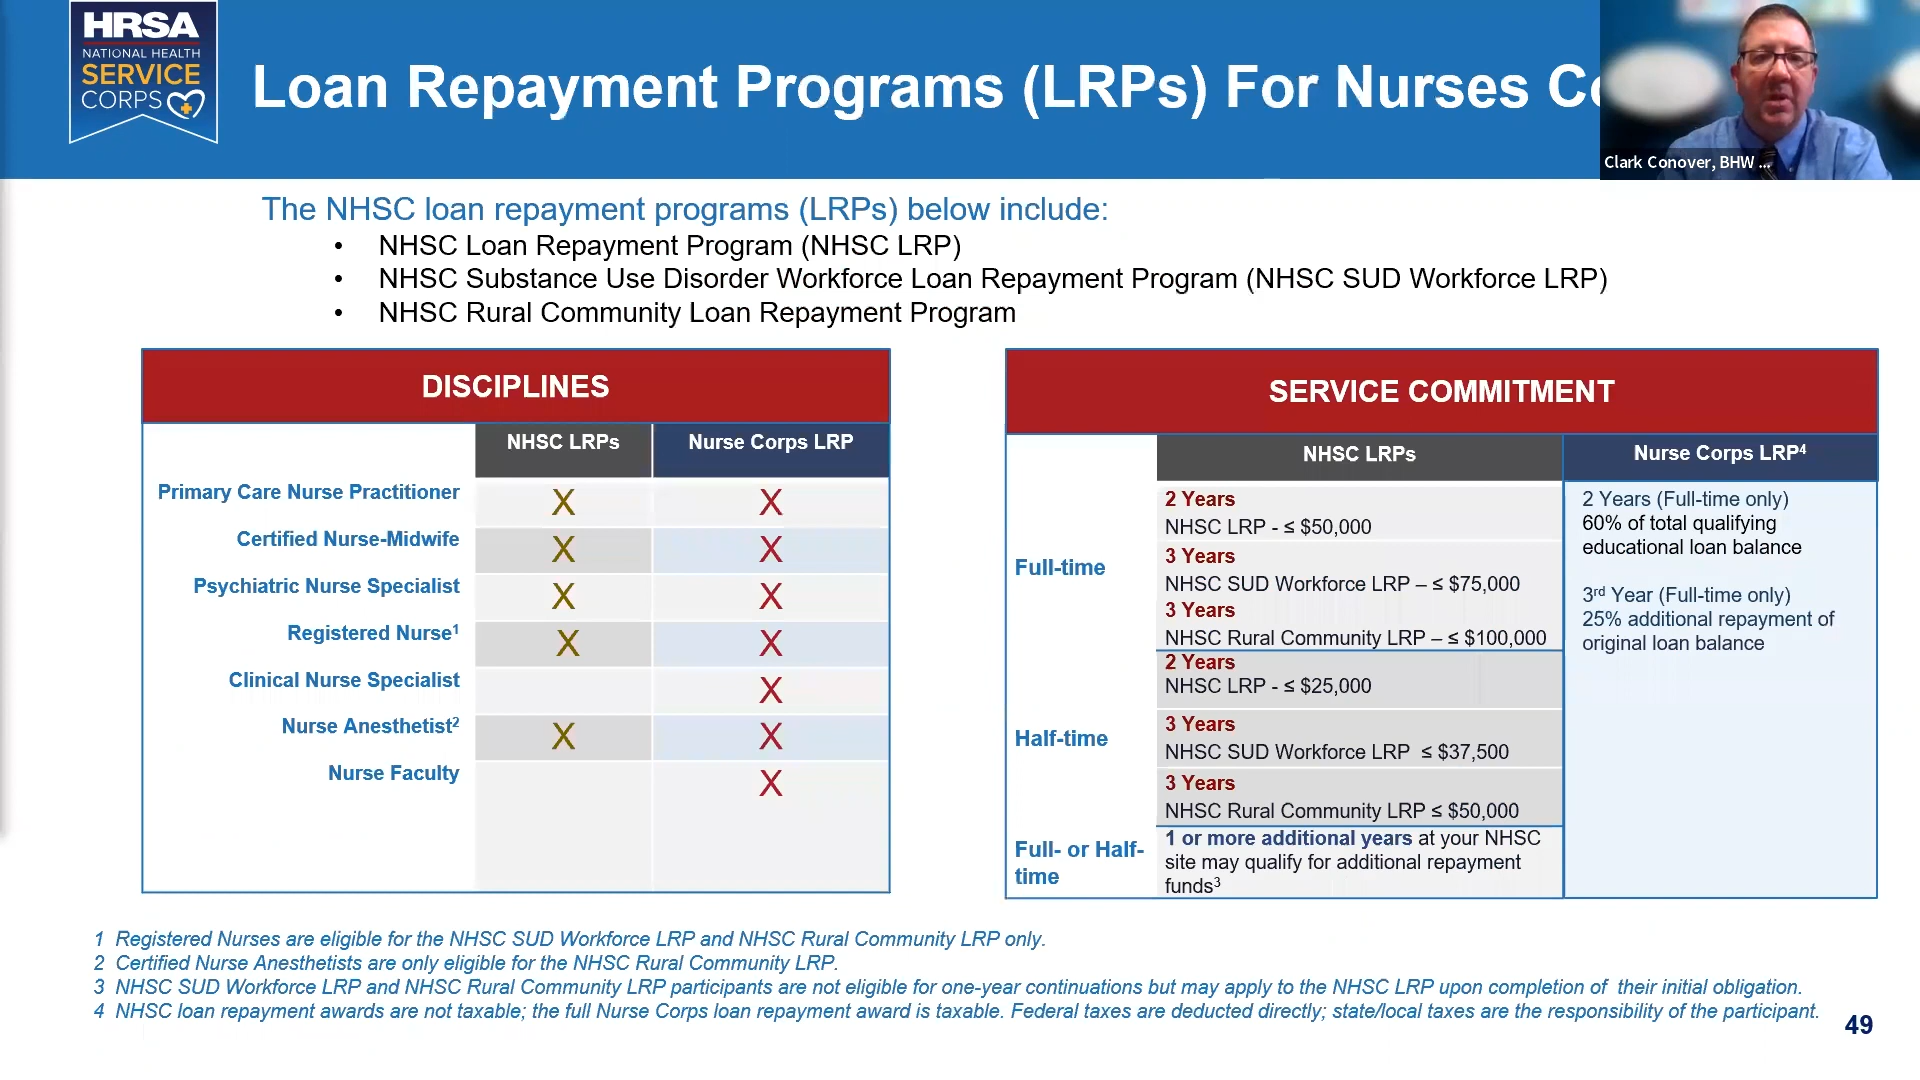 HRSA
NATIONAL HEALTH
SERVICE
CORPS
Loan Repayment Programs (LRPs) For Nurses
Clark Conover, BHW ...
The NHSC loan repayment programs (LRPs) below include:
• NHSC Loan Repayment Program (NHSC LRP)
• NHSC Substance Use Disorder Workforce Loan Repayment Program (NHSC SUD Workforce LRP)
• NHSC Rural Community Loan Repayment Program
DISCIPLINES
NHSC LRPs Nurse Corps LRP
Primary Care Nurse Practitioner X X
Certified Nurse-Midwife X X
Psychiatric Nurse Specialist X X
Registered Nurse¹ X X
Clinical Nurse Specialist X
Nurse Anesthetist² X X
Nurse Faculty X
SERVICE COMMITMENT
NHSC LRPs Nurse Corps LRP⁴
Full-time
2 Years
NHSC LRP - ≤ $50,000
3 Years
NHSC SUD Workforce LRP – ≤ $75,000
3 Years
NHSC Rural Community LRP – ≤ $100,000
Half-time
2 Years
NHSC LRP - ≤ $25,000
3 Years
NHSC SUD Workforce LRP ≤ $37,500
3 Years
NHSC Rural Community LRP ≤ $50,000
Full- or Half-
time
1 or more additional years at your NHSC
site may qualify for additional repayment
funds³
2 Years (Full-time only)
60% of total qualifying
educational loan balance
3rd Year (Full-time only)
25% additional repayment of
original loan balance
1 Registered Nurses are eligible for the NHSC SUD Workforce LRP and NHSC Rural Community LRP only.
2 Certified Nurse Anesthetists are only eligible for the NHSC Rural Community LRP.
3 NHSC SUD Workforce LRP and NHSC Rural Community LRP participants are not eligible for one-year continuations but may apply to the NHSC LRP upon completion of their initial obligation.
4 NHSC loan repayment awards are not taxable; the full Nurse Corps loan repayment award is taxable. Federal taxes are deducted directly; state/local taxes are the responsibility of the participant.
49